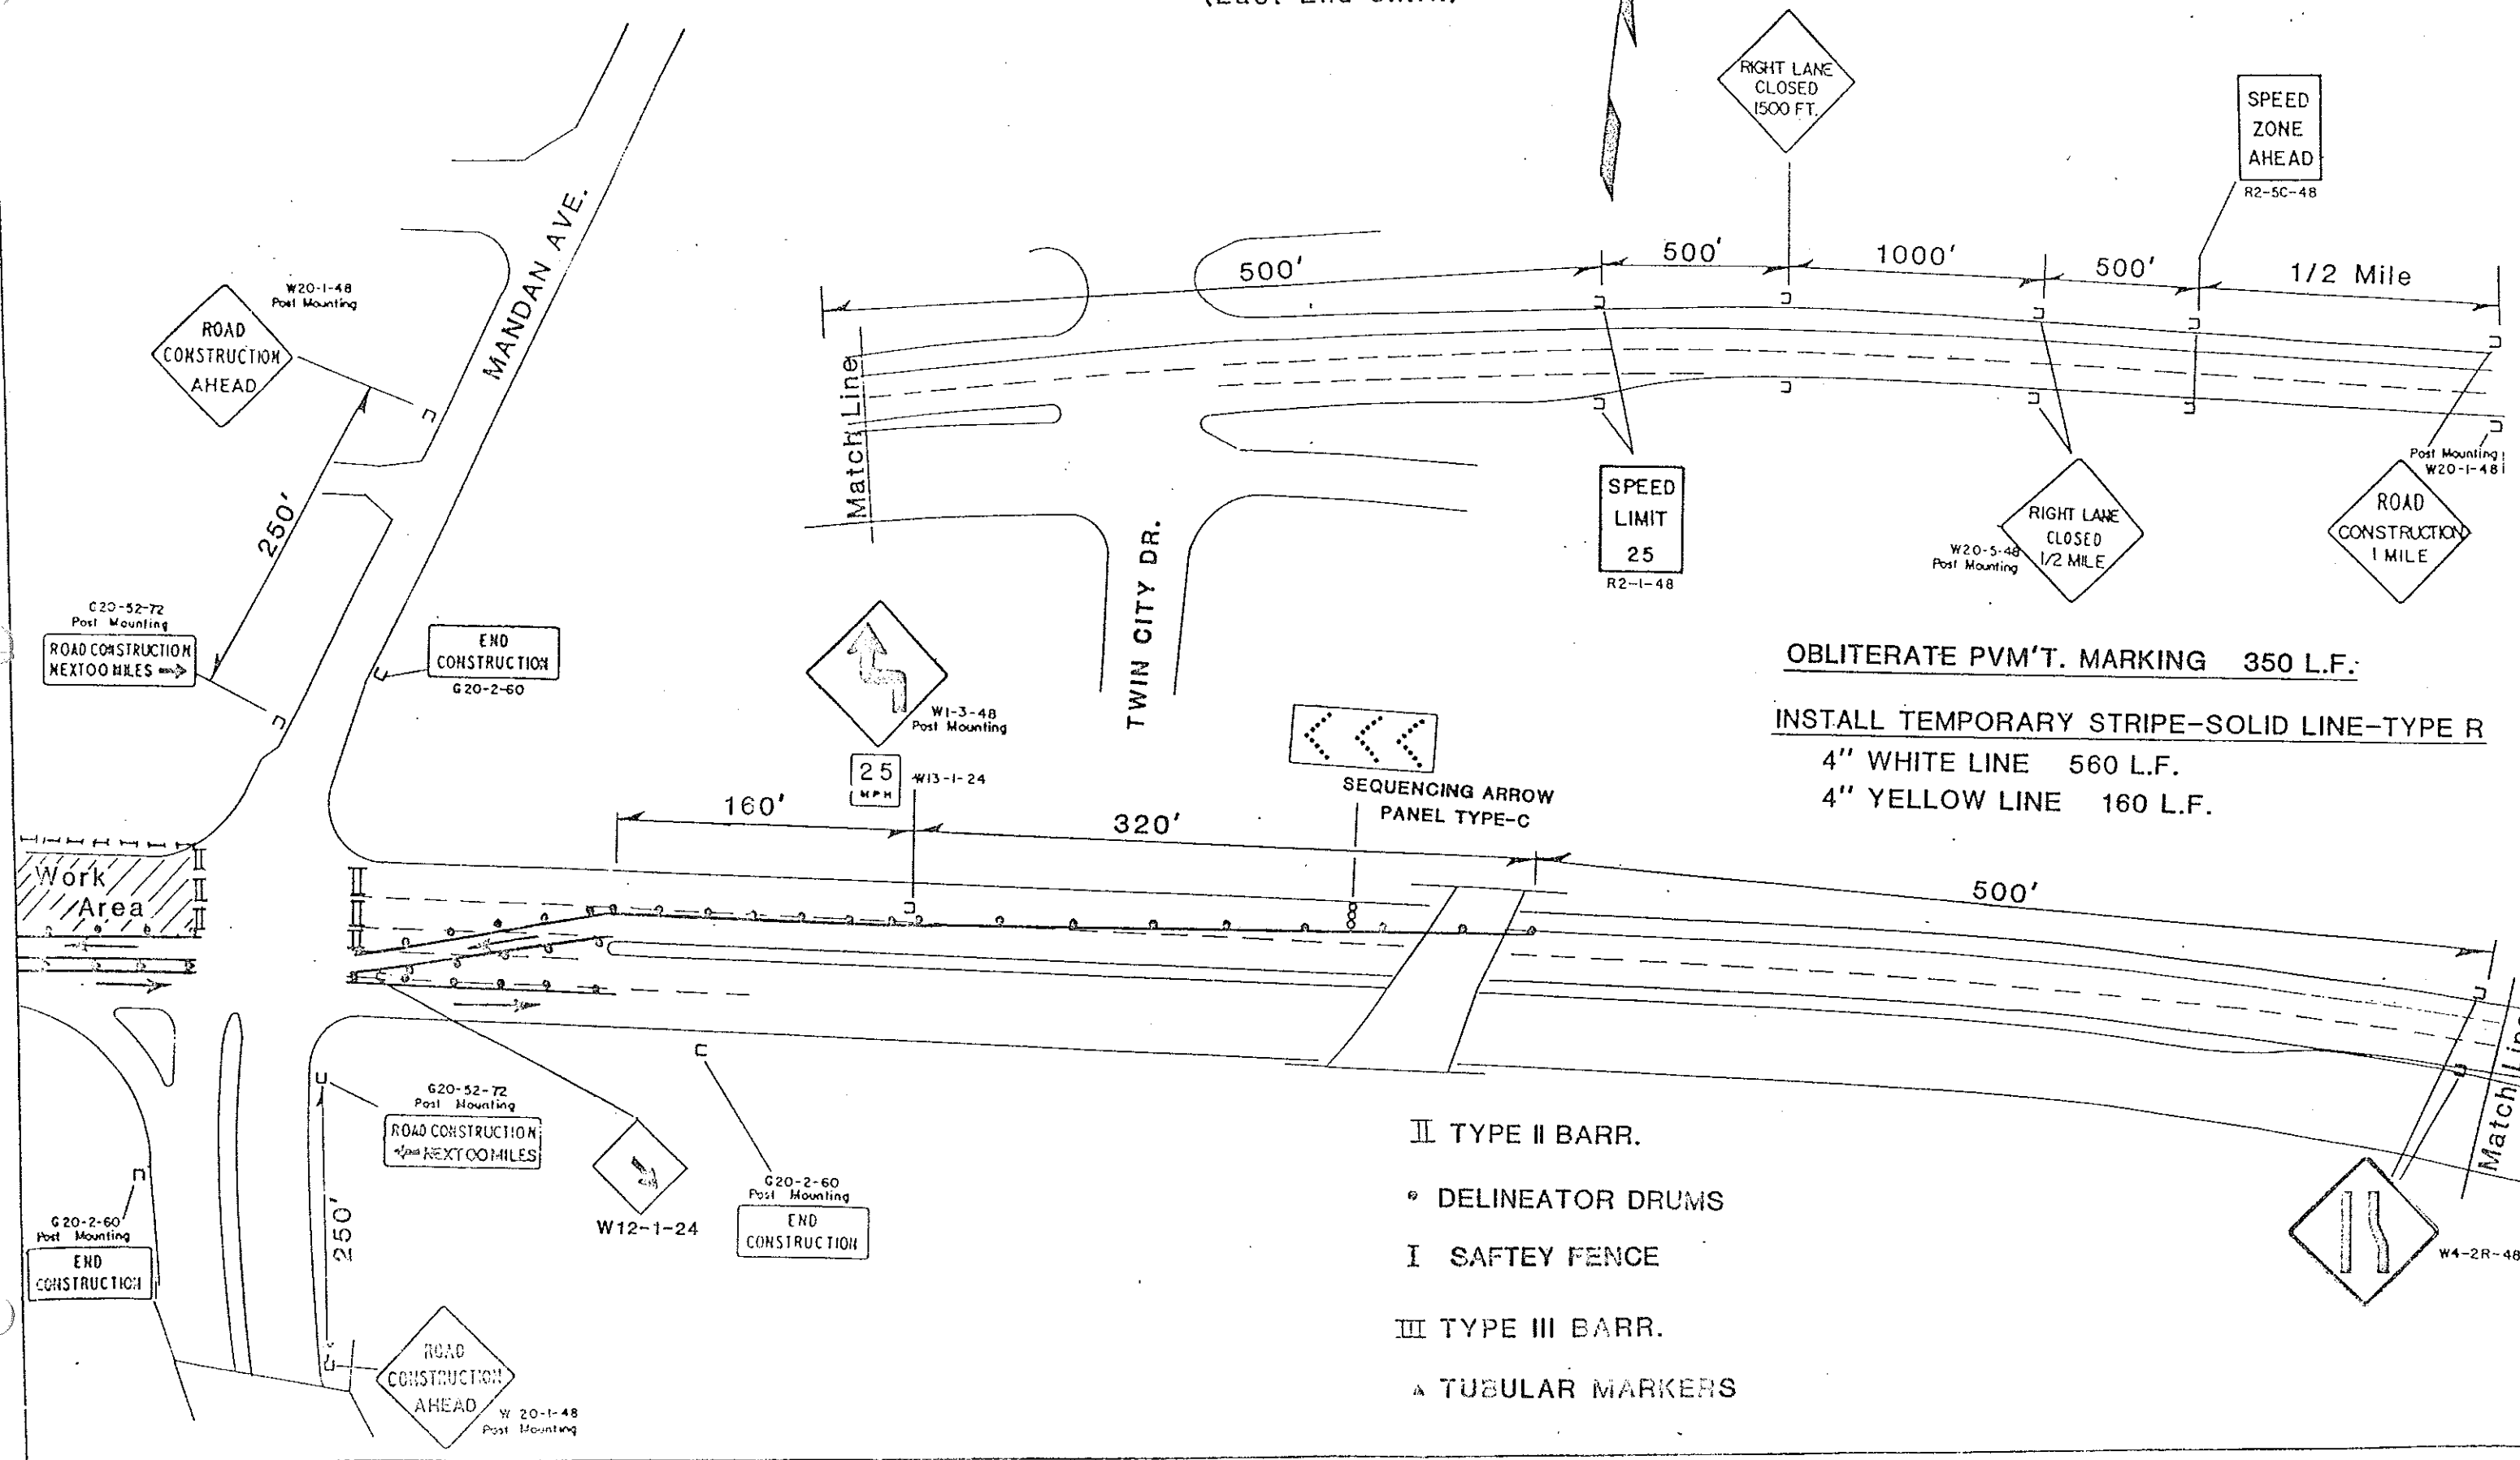 RIGHT LANE
CLOSED
1500 FT.
SPEED
ZONE
AHEAD
R2-5C-48
500'
500'
1000'
500'
1/2 Mile
MANDAN AVE.
W20-1-48
Post Mounting
ROAD
CONSTRUCTION
AHEAD
250'
Match Line
TWIN CITY DR.
SPEED
LIMIT
25
R2-1-48
W20-5-48
Post Mounting
RIGHT LANE
CLOSED
1/2 MILE
Post Mounting
W20-1-48
ROAD
CONSTRUCTION
1 MILE
G20-52-72
Post Mounting
ROAD CONSTRUCTION
NEXT 00 MILES
END
CONSTRUCTION
G20-2-60
W1-3-48
Post Mounting
25
MPH
W13-1-24
OBLITERATE PVM'T. MARKING 350 L.F.
INSTALL TEMPORARY STRIPE-SOLID LINE-TYPE R
4" WHITE LINE 560 L.F.
4" YELLOW LINE 160 L.F.
SEQUENCING ARROW
PANEL TYPE-C
160'
320'
500'
Work
Area
Match Line
G20-52-72
Post Mounting
ROAD CONSTRUCTION
NEXT 00 MILES
W12-1-24
G20-2-60
Post Mounting
END
CONSTRUCTION
G20-2-60
Post Mounting
END
CONSTRUCTION
250'
ROAD
CONSTRUCTION
AHEAD
W 20-1-48
Post Mounting
W4-2R-48
II TYPE II BARR.
DELINEATOR DRUMS
I SAFTEY FENCE
III TYPE III BARR.
TUBULAR MARKERS